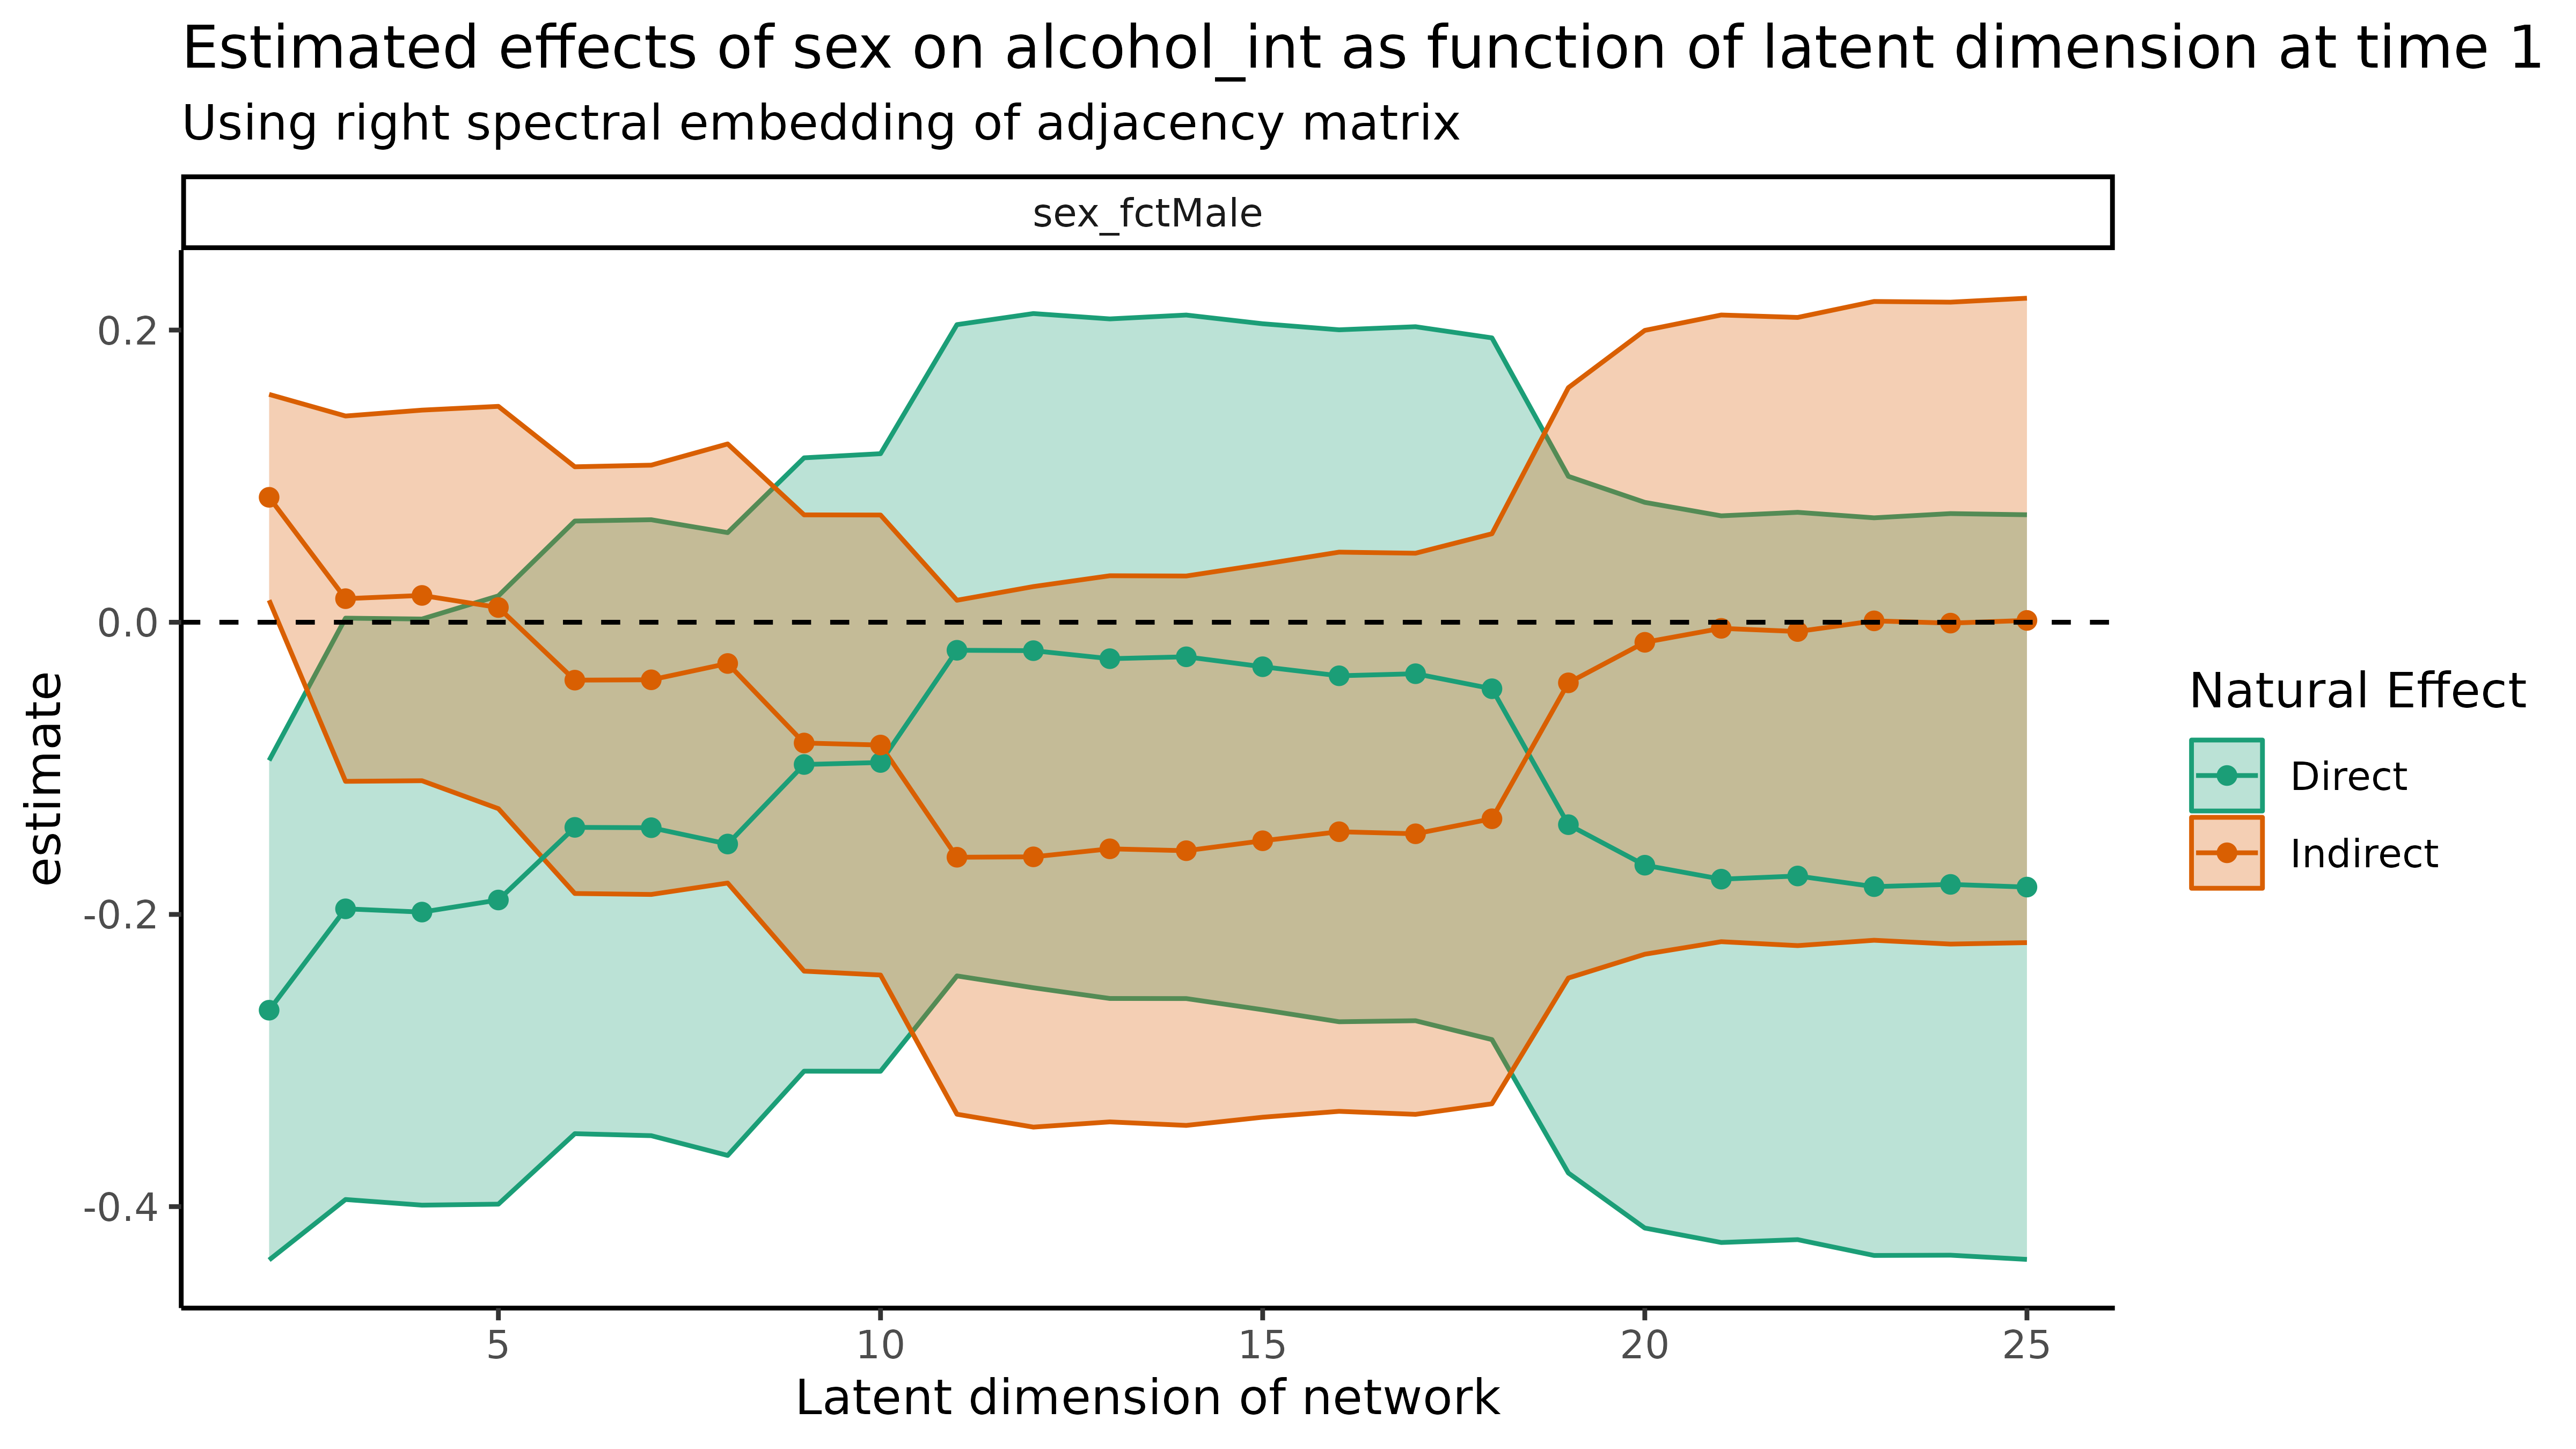 Estimated effects of sex on alcohol_int as function of latent dimension at time 1
Using right spectral embedding of adjacency matrix
sex_fctMale
0.2
0.0
-0.2
-0.4
estimate
5 10 15 20 25
Latent dimension of network
Natural Effect
Direct
Indirect